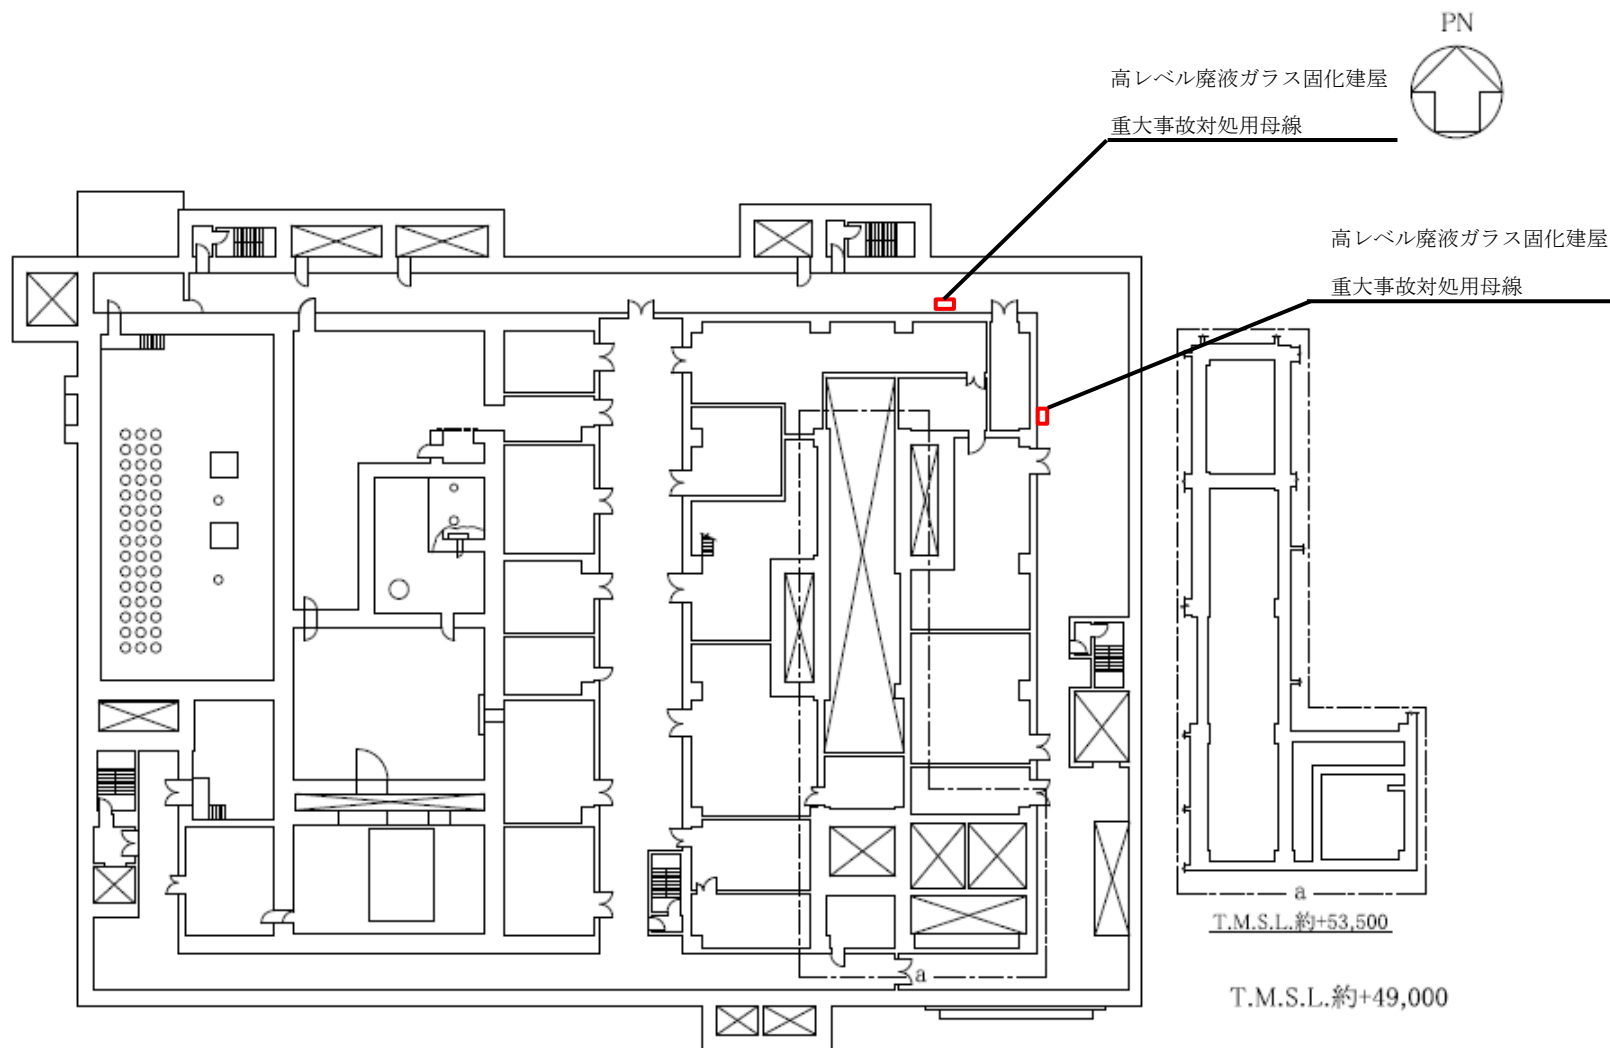 PN
高レベル廃液ガラス固化建屋
重大事故対処用母線
高レベル廃液ガラス固化建屋
重大事故対処用母線
a
T.M.S.L.約+53,500
a
T.M.S.L.約+49,000